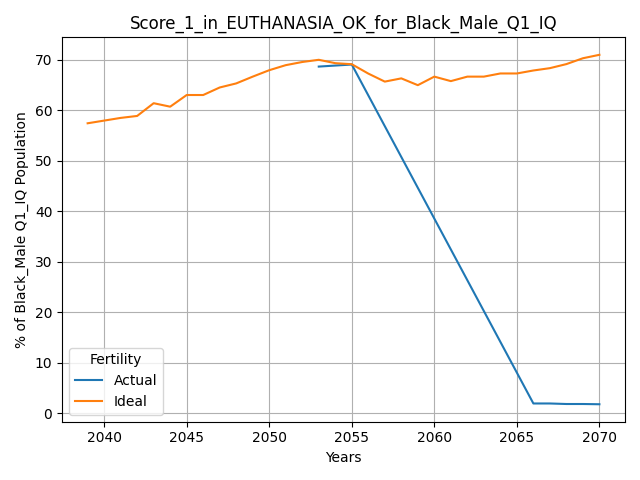 Score_1_in_EUTHANASIA_OK_for_Black_Male_Q1_IQ
% of Black_Male Q1_IQ Population
70
60
50
40
30
20
10
0
Fertility
Actual
Ideal
2040 2045 2050 2055 2060 2065 2070
Years